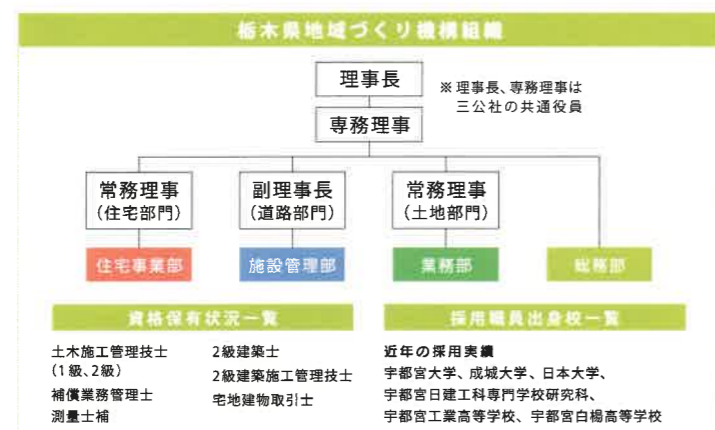 栃木県地域づくり機構組織
理事長
※理事長、専務理事は
三公社の共通役員
専務理事
常務理事
（住宅部門）
副理事長
（道路部門）
常務理事
（土地部門）
住宅事業部
施設管理部
業務部
総務部
資格保有状況一覧
土木施工管理技士
（1級、2級）
補償業務管理士
測量士補
2級建築士
2級建築施工管理技士
宅地建物取引士
採用職員出身校一覧
近年の採用実績
宇都宮大学、成城大学、日本大学、
宇都宮日建工科専門学校研究科、
宇都宮工業高等学校、宇都宮白楊高等学校